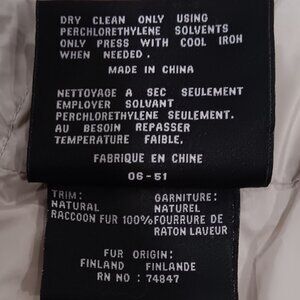 DRY CLEAN ONLY USING
PERCHLORETHYLENE SOLVENTS
ONLY PRESS WITH COOL IROH
WHEN NEEDED.
MADE IN CHINA
NETTOYAGE A SEC SEULEMENT
EMPLOYER SOLVANT
PERCHLORETHYLENE SEULEMENT.
AU BESOIN REPASSER
TEMPERATURE FAIBLE.
FABRIQUE EN CHINE
06-51
TRIM: GARNITURE:
NATURAL NATUREL
RACCOON FUR 100% FOURRURE DE
RATON LAVEUR
FUR ORIGIN:
FINLAND FINLANDE
RN NO : 74847